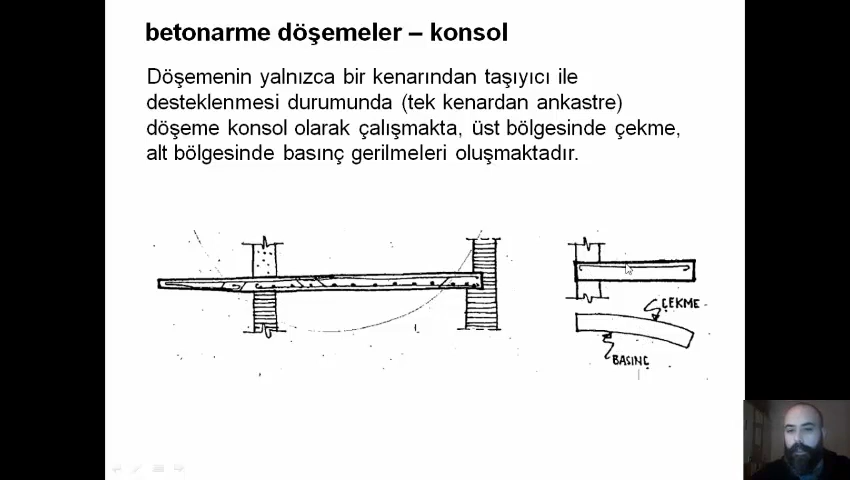 betonarme döşemeler – konsol
Döşemenin yalnızca bir kenarından taşıyıcı ile
desteklenmesi durumunda (tek kenardan ankastre)
döşeme konsol olarak çalışmakta, üst bölgesinde çekme,
alt bölgesinde basınç gerilmeleri oluşmaktadır.
ÇEKME
BASINÇ